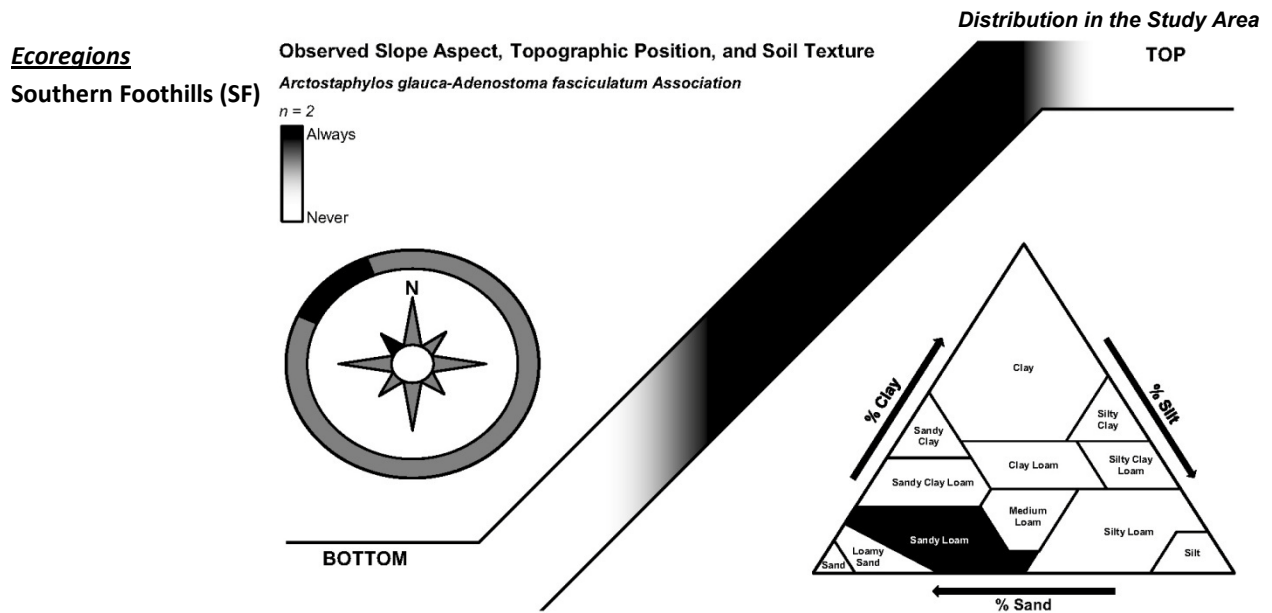 Distribution in the Study Area
Ecoregions
Southern Foothills (SF)
Observed Slope Aspect, Topographic Position, and Soil Texture
Arctostaphylos glauca-Adenostoma fasciculatum Association
n = 2
Always
Never
TOP
N
BOTTOM
% Clay
% Silt
% Sand
Clay
Silty
Clay
Sandy
Clay
Clay Loam
Silty Clay
Loam
Sandy Clay Loam
Medium
Loam
Sandy Loam
Silty Loam
Loamy
Sand
Sand
Silt